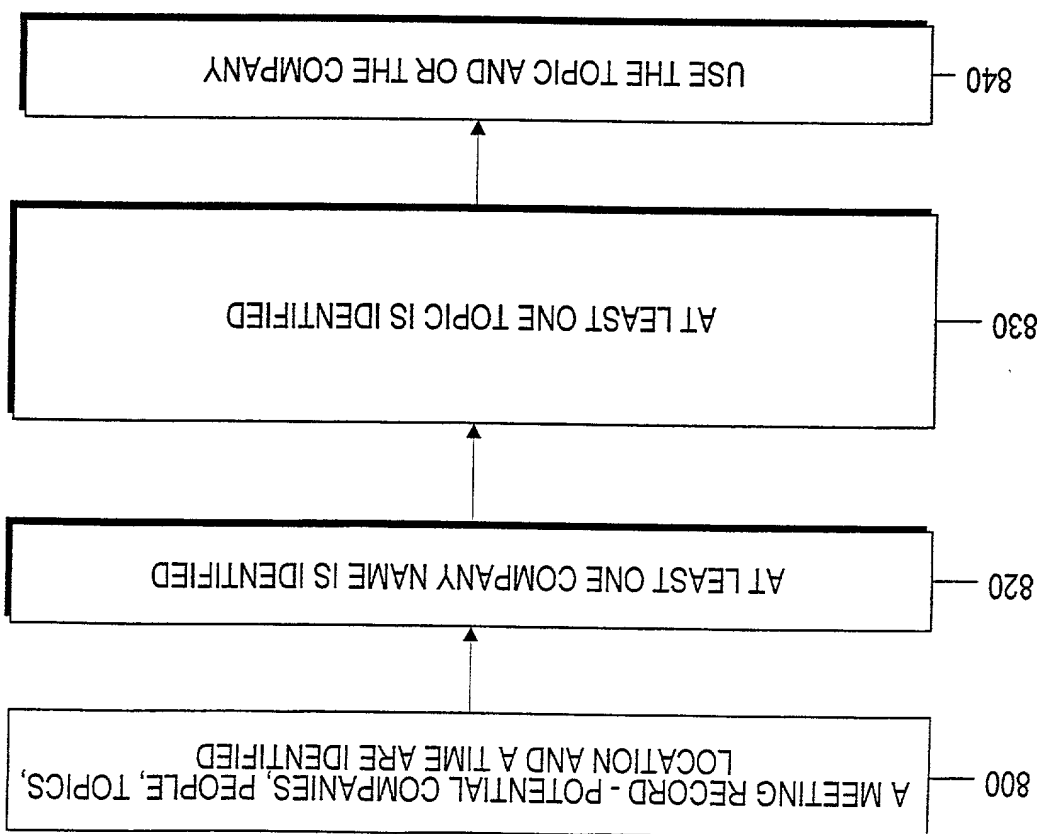 A MEETING RECORD - POTENTIAL COMPANIES, PEOPLE, TOPICS,
LOCATION AND A TIME ARE IDENTIFIED
800
AT LEAST ONE COMPANY NAME IS IDENTIFIED
820
AT LEAST ONE TOPIC IS IDENTIFIED
830
USE THE TOPIC AND OR THE COMPANY
840